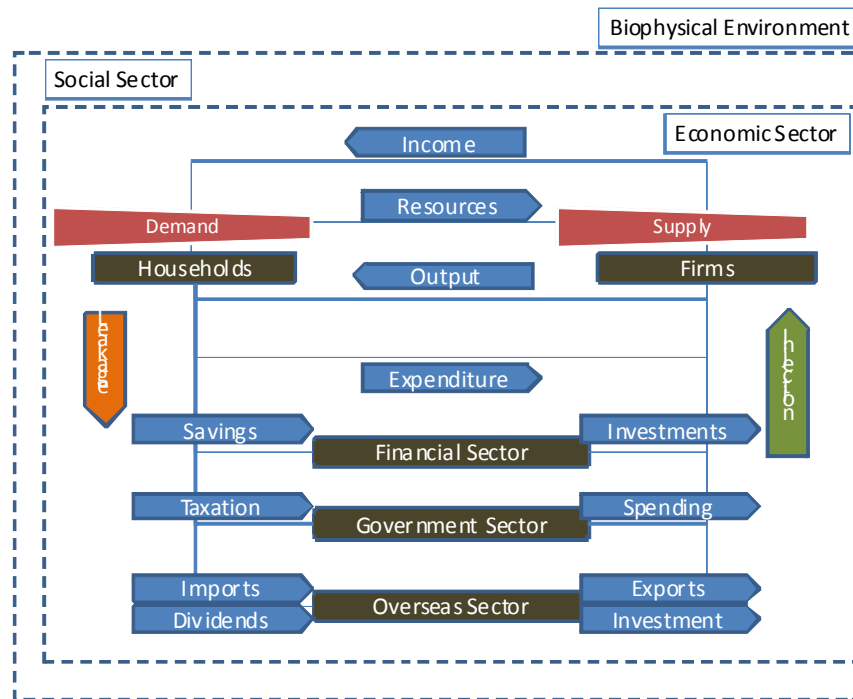 Biophysical Environment
Social Sector
Economic Sector
Income
Resources
Demand
Supply
Households
Firms
Output
Expenditure
Savings
Investments
Financial Sector
Taxation
Spending
Government Sector
Imports
Exports
Overseas Sector
Dividends
Investment